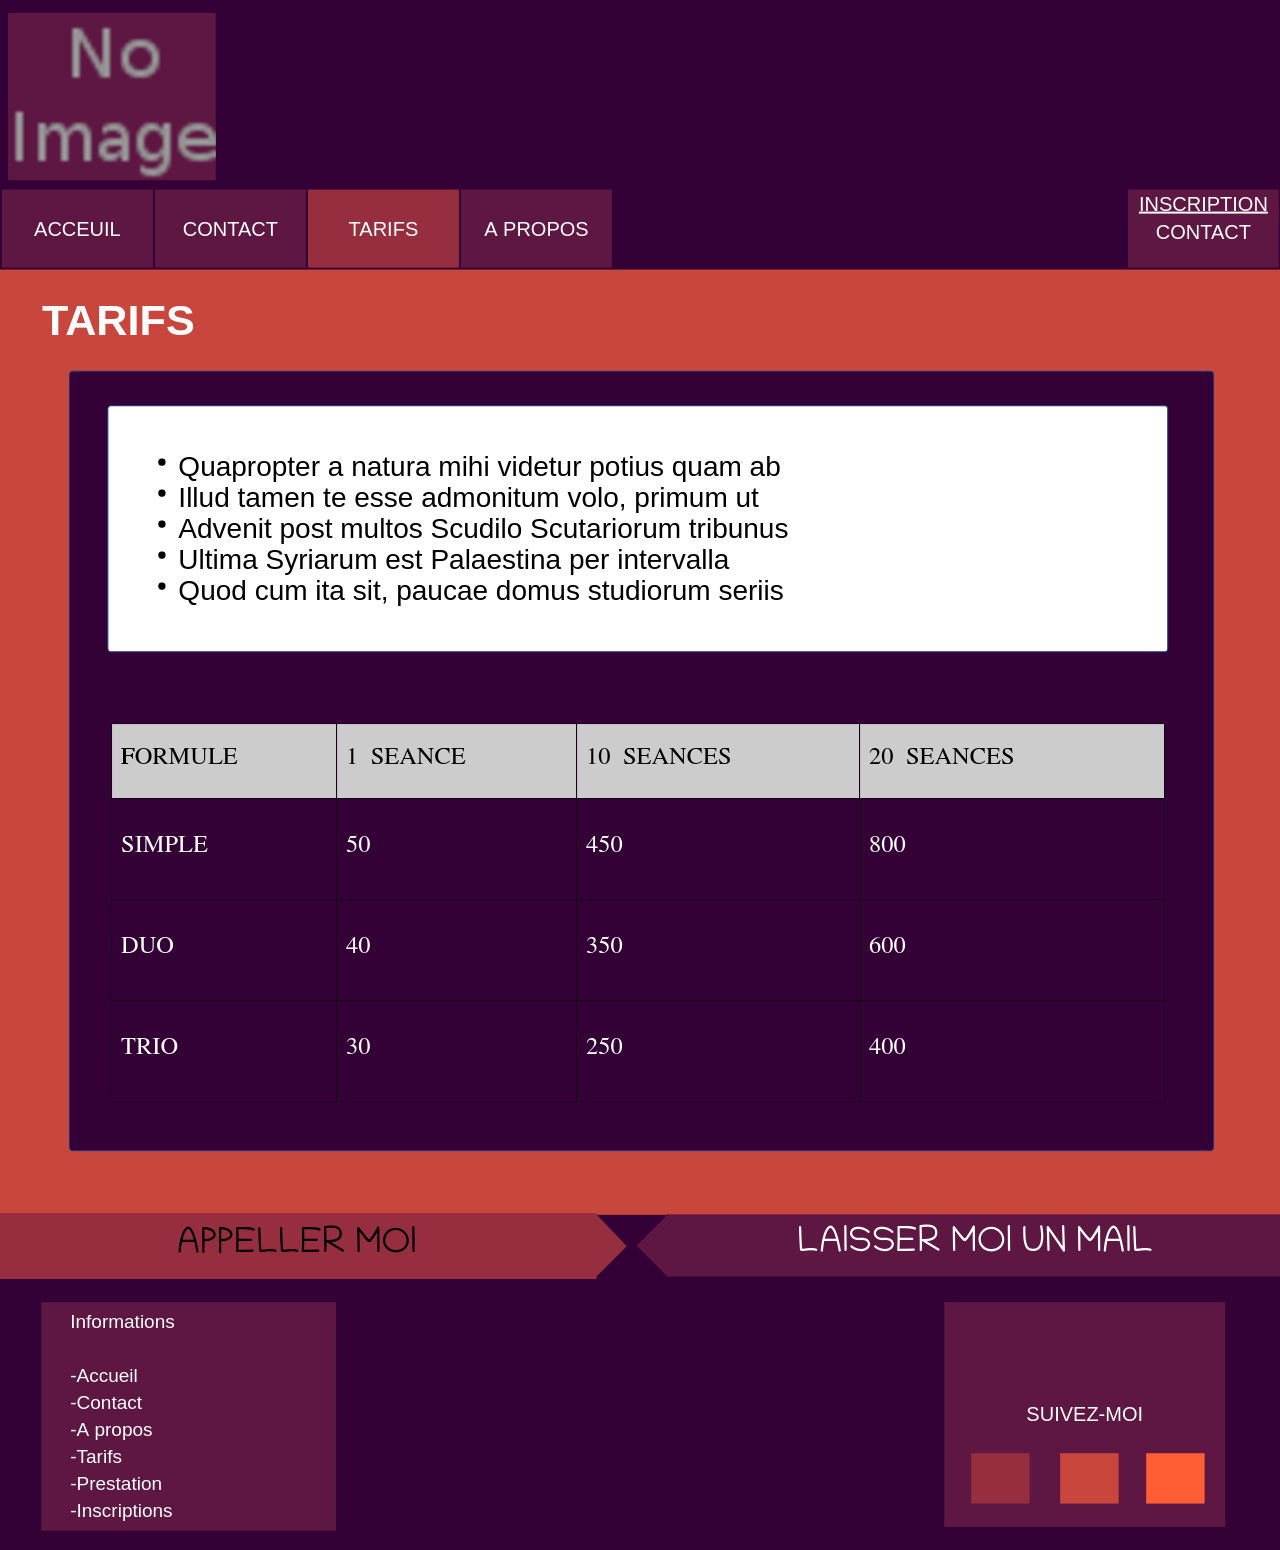 No
Image
ACCEUIL CONTACT TARIFS A PROPOS INSCRIPTION
CONTACT
TARIFS
• Quapropter a natura mihi videtur potius quam ab
• Illud tamen te esse admonitum volo, primum ut
• Advenit post multos Scudilo Scutariorum tribunus
• Ultima Syriarum est Palaestina per intervalla
• Quod cum ita sit, paucae domus studiorum seriis
FORMULE 1 SEANCE 10 SEANCES 20 SEANCES
SIMPLE 50 450 800
DUO 40 350 600
TRIO 30 250 400
APPELLER MOI LAISSER MOI UN MAIL
Informations
-Accueil
-Contact
-A propos
-Tarifs
-Prestation
-Inscriptions
SUIVEZ-MOI